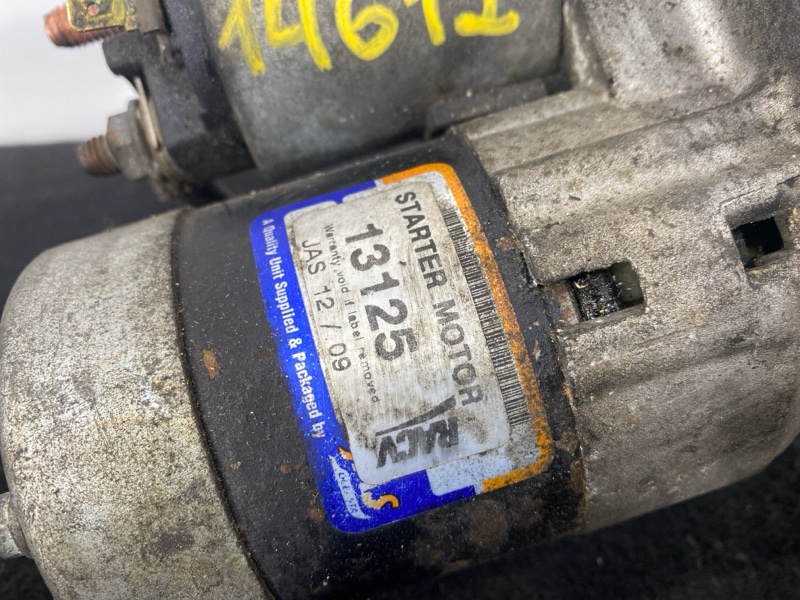 14671
STARTER MOTOR
13125
Warranty void if label removed
JAS 12 / 09
RACV
A Quality Unit Supplied & Packaged by